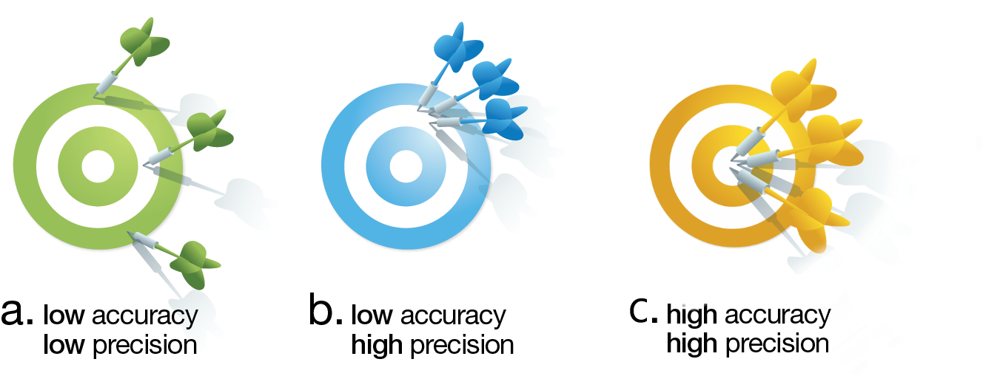 a. low accuracy
low precision
b. low accuracy
high precision
c. high accuracy
high precision